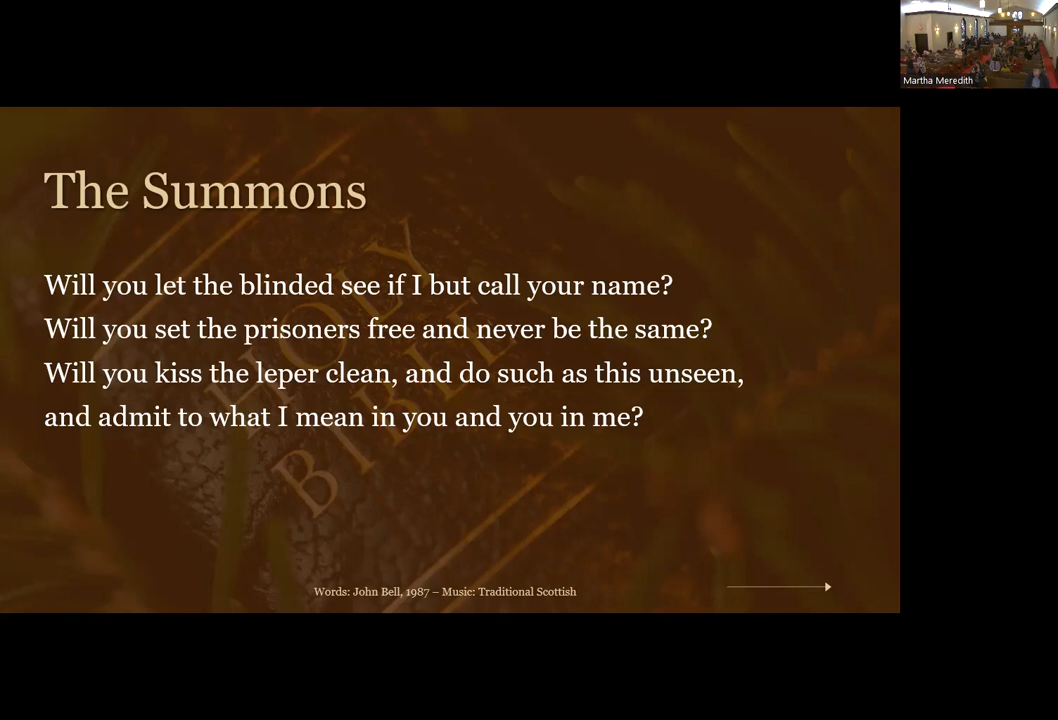 Martha Meredith
The Summons
Will you let the blinded see if I but call your name?
Will you set the prisoners free and never be the same?
Will you kiss the leper clean, and do such as this unseen,
and admit to what I mean in you and you in me?
HOLY
BIBLE
Words: John Bell, 1987 – Music: Traditional Scottish